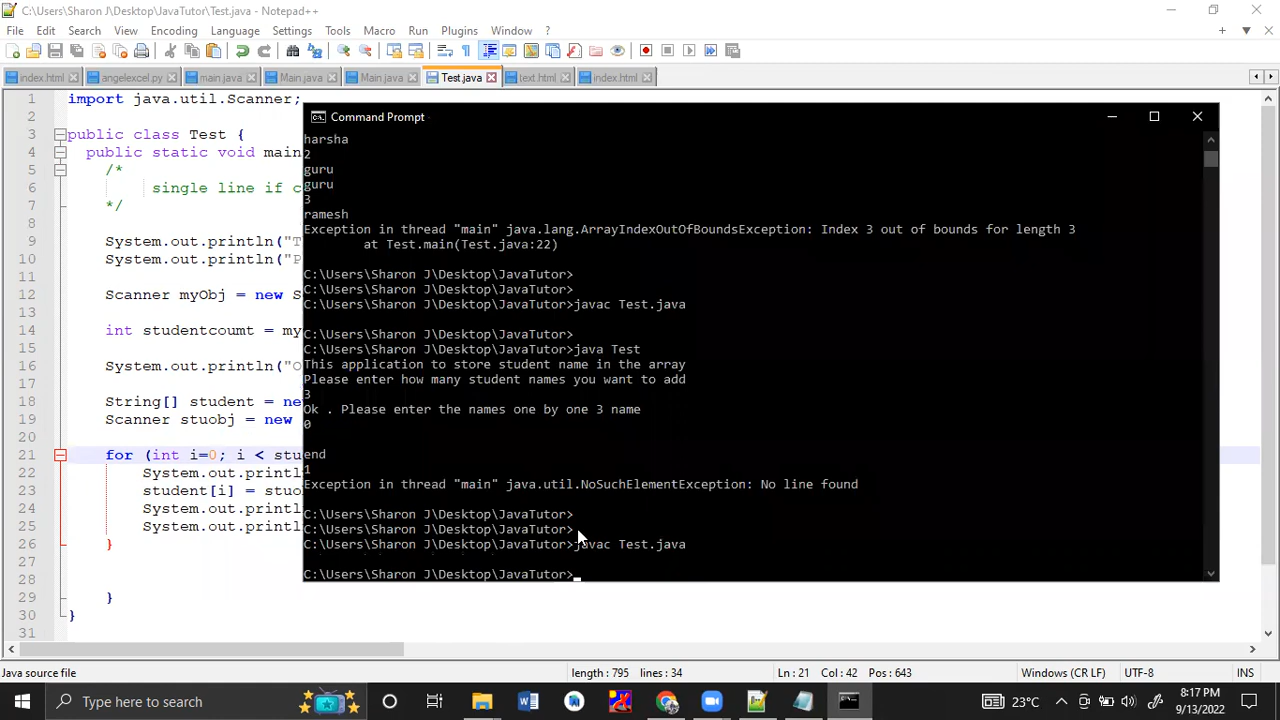 C:\Users\Sharon J\Desktop\JavaTutor\Test.java - Notepad++
File Edit Search View Encoding Language Settings Tools Macro Run Plugins Window ?
index.html angelexcel.py main.java Main.java Main.java Test.java text.html index.html
1 import java.util.Scanner;
2
3 public class Test {
4 public static void main
5 /*
6 single line if c
7 */
8
9 System.out.println("T
10 System.out.println("P
11
12 Scanner myObj = new S
13
14 int studentcoumt = my
15
16 System.out.println("O
17
18 String[] student = ne
19 Scanner stuobj = new
20
21 for (int i=0; i < stu
22 System.out.printl
23 student[i] = stuo
24 System.out.printl
25 System.out.printl
26 }
27
28
29 }
30 }
31
Command Prompt
harsha
2
guru
guru
3
ramesh
Exception in thread "main" java.lang.ArrayIndexOutOfBoundsException: Index 3 out of bounds for length 3
at Test.main(Test.java:22)
C:\Users\Sharon J\Desktop\JavaTutor>
C:\Users\Sharon J\Desktop\JavaTutor>
C:\Users\Sharon J\Desktop\JavaTutor>javac Test.java
C:\Users\Sharon J\Desktop\JavaTutor>
C:\Users\Sharon J\Desktop\JavaTutor>java Test
This application to store student name in the array
Please enter how many student names you want to add
3
Ok . Please enter the names one by one 3 name
0
end
1
Exception in thread "main" java.util.NoSuchElementException: No line found
C:\Users\Sharon J\Desktop\JavaTutor>
C:\Users\Sharon J\Desktop\JavaTutor>
C:\Users\Sharon J\Desktop\JavaTutor>javac Test.java
C:\Users\Sharon J\Desktop\JavaTutor>
Java source file length : 795 lines : 34 Ln : 21 Col : 42 Pos : 643 Windows (CR LF) UTF-8 INS
Type here to search 23°C 8:17 PM
9/13/2022